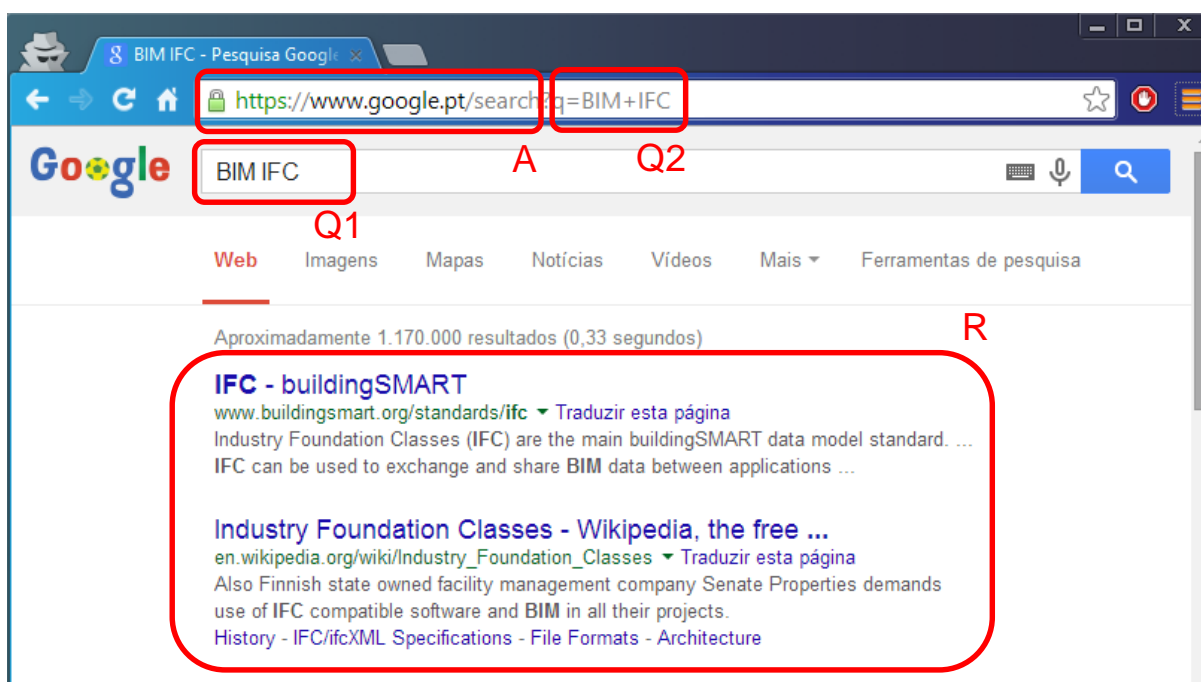 8 BIM IFC - Pesquisa Google
https://www.google.pt/search?q=BIM+IFC
Google BIM IFC A Q2
Q1
Web Imagens Mapas Notícias Vídeos Mais Ferramentas de pesquisa
Aproximadamente 1.170.000 resultados (0,33 segundos) R
IFC - buildingSMART
www.buildingsmart.org/standards/ifc Traduzir esta página
Industry Foundation Classes (IFC) are the main buildingSMART data model standard. ...
IFC can be used to exchange and share BIM data between applications ...
Industry Foundation Classes - Wikipedia, the free ...
en.wikipedia.org/wiki/Industry_Foundation_Classes Traduzir esta página
Also Finnish state owned facility management company Senate Properties demands
use of IFC compatible software and BIM in all their projects.
History - IFC/ifcXML Specifications - File Formats - Architecture